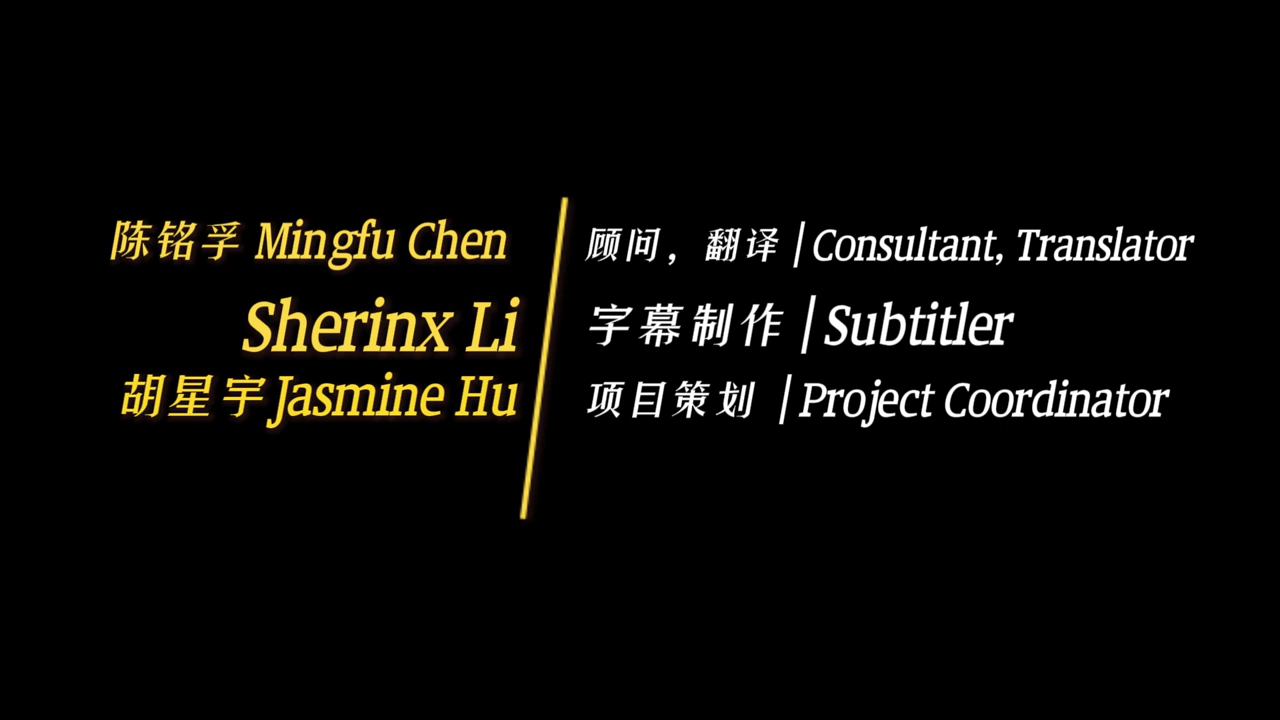 陈铭孚 Mingfu Chen 顾问，翻译 | Consultant, Translator
Sherinx Li 字幕制作 | Subtitler
胡星宇 Jasmine Hu 项目策划 | Project Coordinator